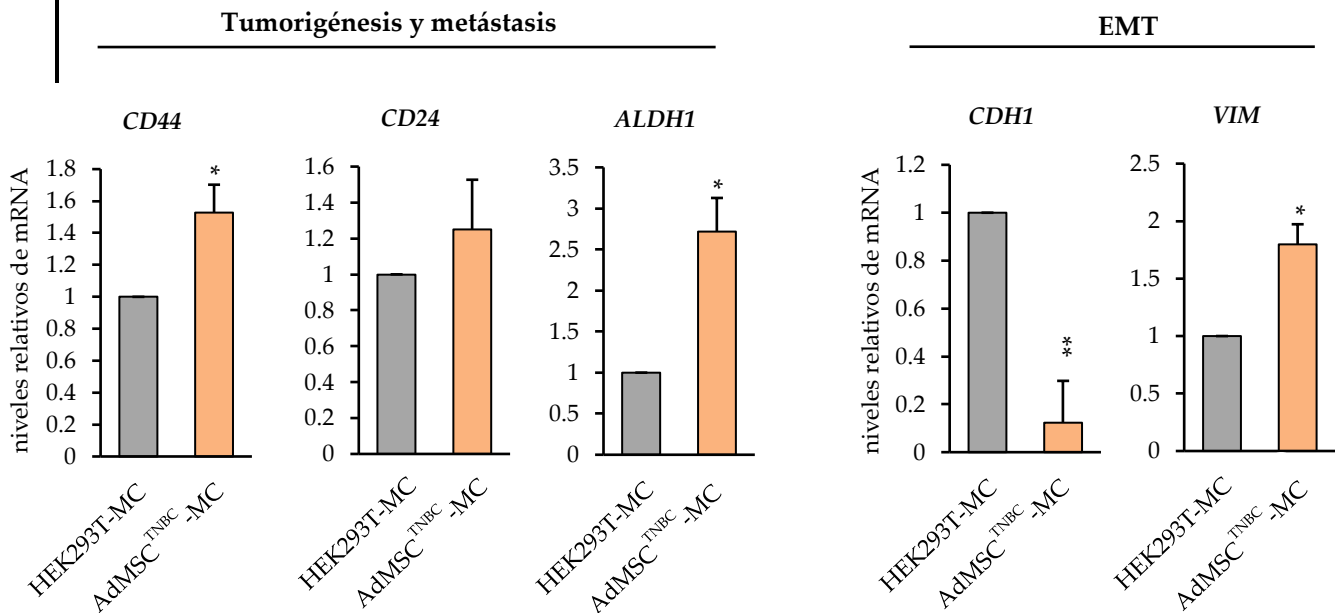 Tumorigénesis y metástasis
EMT
CD44
CD24
ALDH1
CDH1
VIM
niveles relativos de mRNA
1.8
1.6
1.4
1.2
1
0.8
0.6
0.4
0.2
0
*
HEK293T-MC
AdMSC TNBC -MC
1.6
1.4
1.2
1
0.8
0.6
0.4
0.2
0
HEK293T-MC
AdMSC TNBC -MC
3.5
3
2.5
2
1.5
1
0.5
0
*
HEK293T-MC
AdMSC TNBC -MC
niveles relativos de mRNA
1.2
1
0.8
0.6
0.4
0.2
0
**
HEK293T-MC
AdMSC TNBC -MC
2.5
2
1.5
1
0.5
0
*
HEK293T-MC
AdMSC TNBC -MC